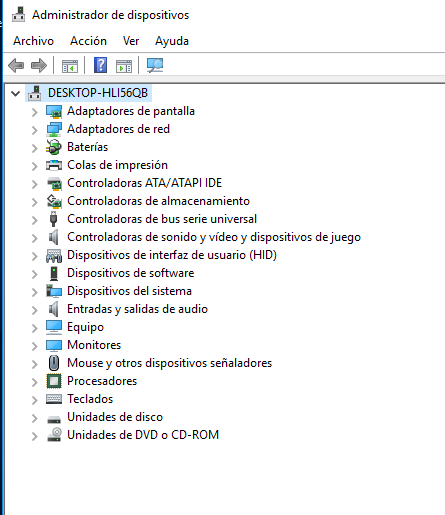 Administrador de dispositivos
Archivo Acción Ver Ayuda
DESKTOP-HLI56QB
Adaptadores de pantalla
Adaptadores de red
Baterías
Colas de impresión
Controladoras ATA/ATAPI IDE
Controladoras de almacenamiento
Controladoras de bus serie universal
Controladoras de sonido y vídeo y dispositivos de juego
Dispositivos de interfaz de usuario (HID)
Dispositivos de software
Dispositivos del sistema
Entradas y salidas de audio
Equipo
Monitores
Mouse y otros dispositivos señaladores
Procesadores
Teclados
Unidades de disco
Unidades de DVD o CD-ROM